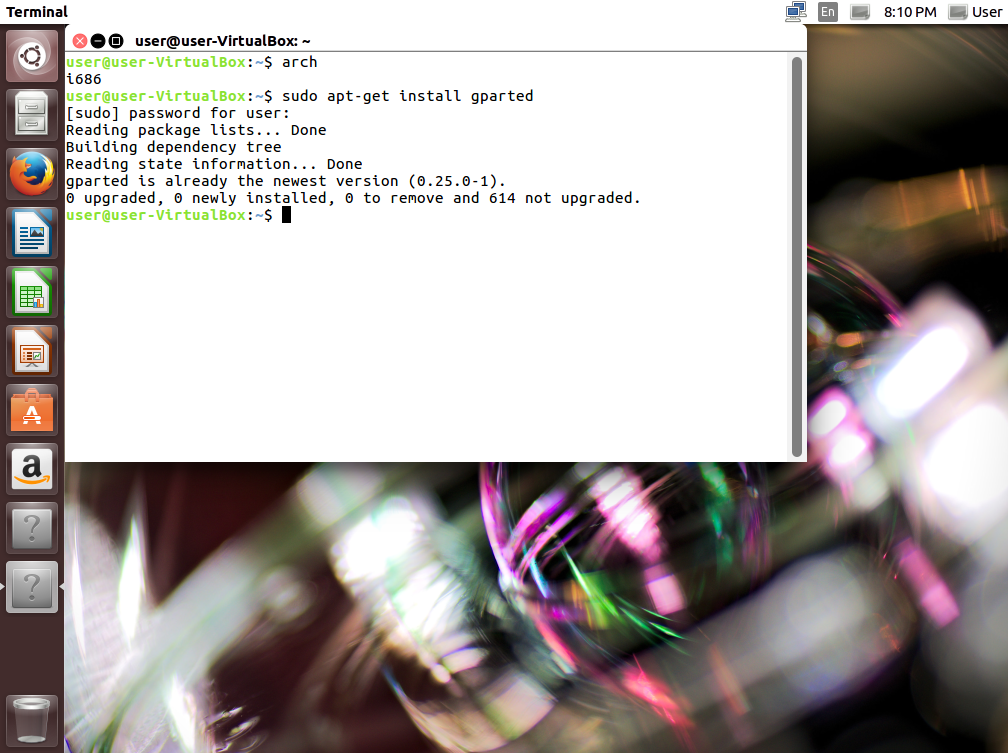 Terminal
En
8:10 PM
User
user@user-VirtualBox: ~
user@user-VirtualBox:~$ arch
i686
user@user-VirtualBox:~$ sudo apt-get install gparted
[sudo] password for user:
Reading package lists... Done
Building dependency tree
Reading state information... Done
gparted is already the newest version (0.25.0-1).
0 upgraded, 0 newly installed, 0 to remove and 614 not upgraded.
user@user-VirtualBox:~$
A
a
?
?